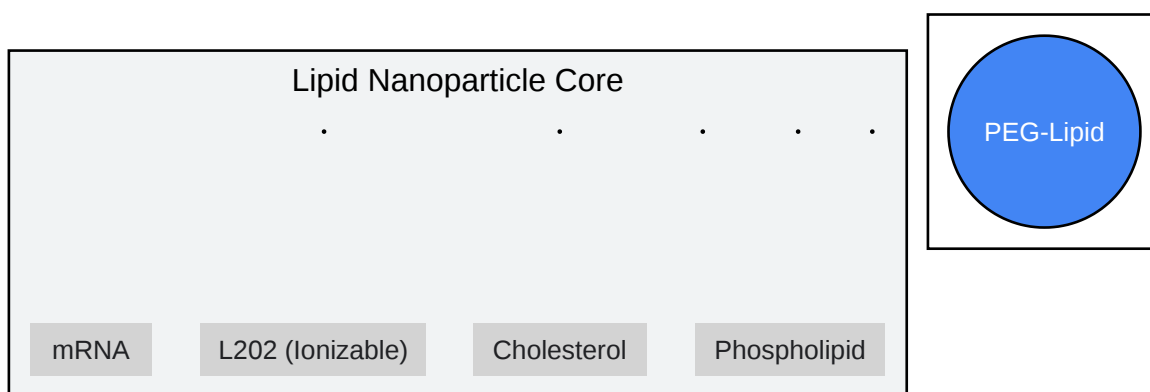 Lipid Nanoparticle Core
PEG-Lipid
mRNA
L202 (Ionizable)
Cholesterol
Phospholipid